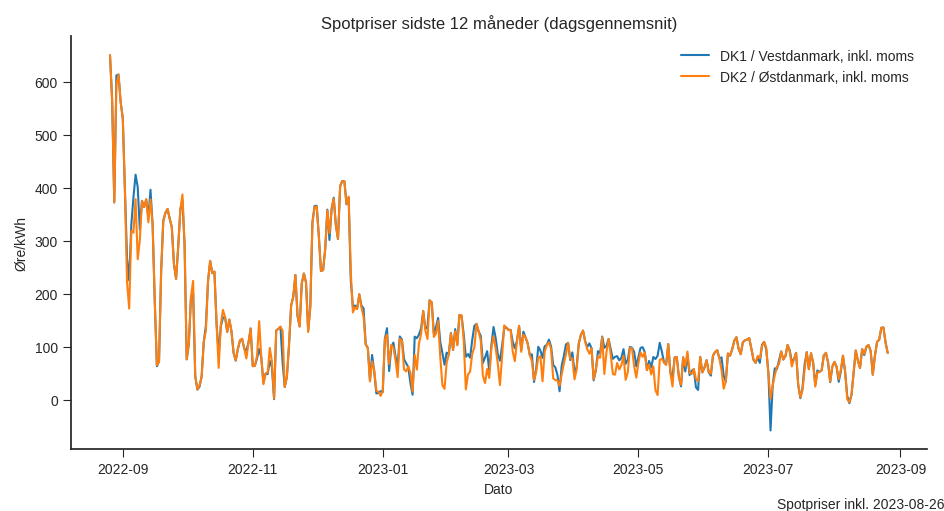 Spotpriser sidste 12 måneder (dagsgennemsnit)
DK1 / Vestdanmark, inkl. moms
DK2 / Østdanmark, inkl. moms
600
500
400
300
200
100
0
Øre/kWh
2022-09
2022-11
2023-01
2023-03
2023-05
2023-07
2023-09
Dato
Spotpriser inkl. 2023-08-26